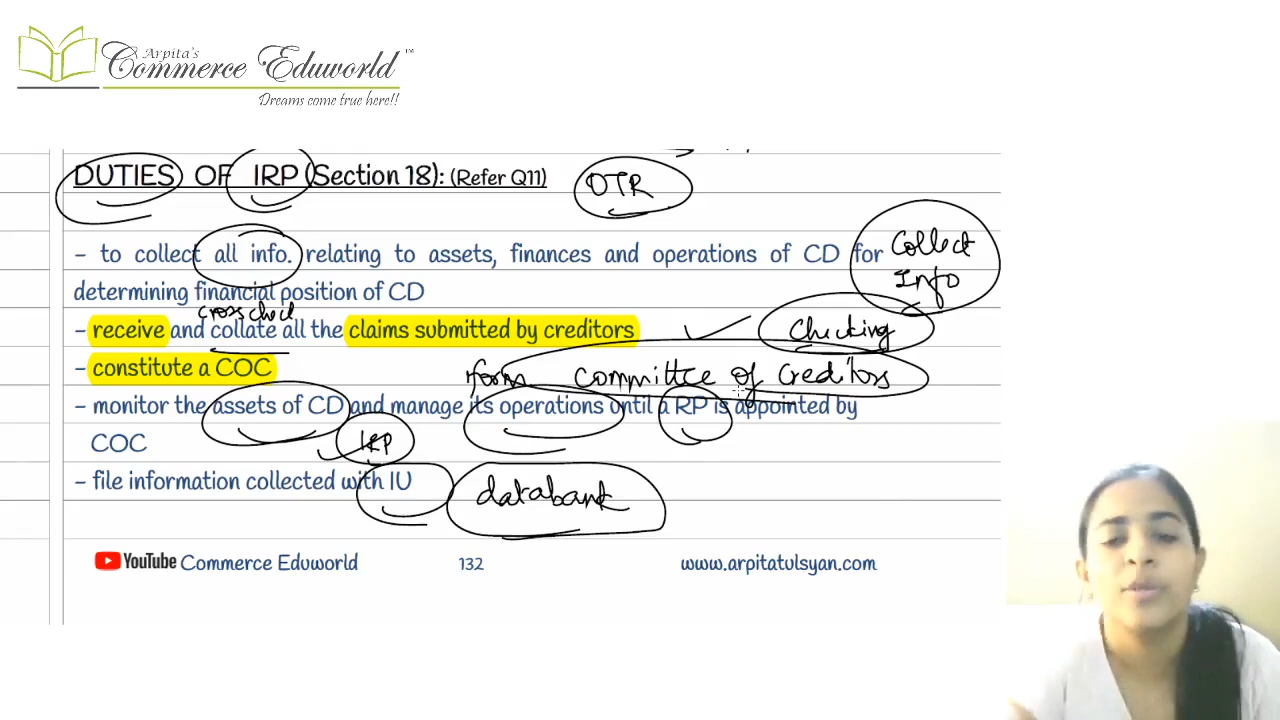 Arpita's
Commerce Eduworld™
Dreams come true here!!
DUTIES OF IRP (Section 18): (Refer Q11) OTR
– to collect all info. relating to assets, finances and operations of CD for Collect Info
determining financial position of CD
cross check
– receive and collate all the claims submitted by creditors Checking
– constitute a COC form committee of Creditors
– monitor the assets of CD and manage its operations until a RP is appointed by
COC IRP
– file information collected with IU databank
YouTube Commerce Eduworld 132 www.arpitatulsyan.com